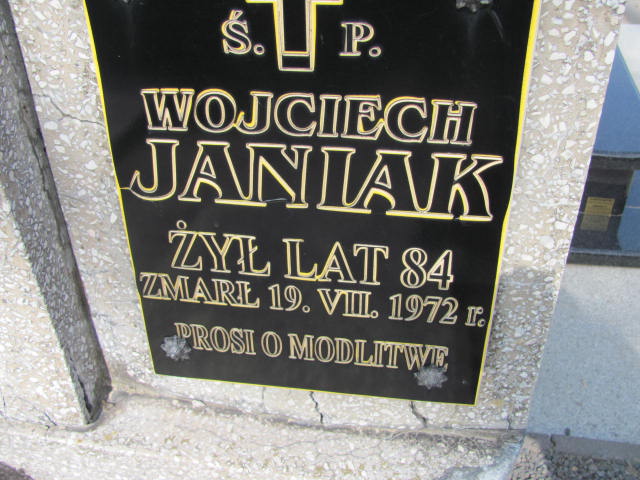 Ś. P.
WOJCIECH
JANIAK
ŻYŁ LAT 84
ZMARŁ 19. VII. 1972 r.
PROSI O MODLITWĘ